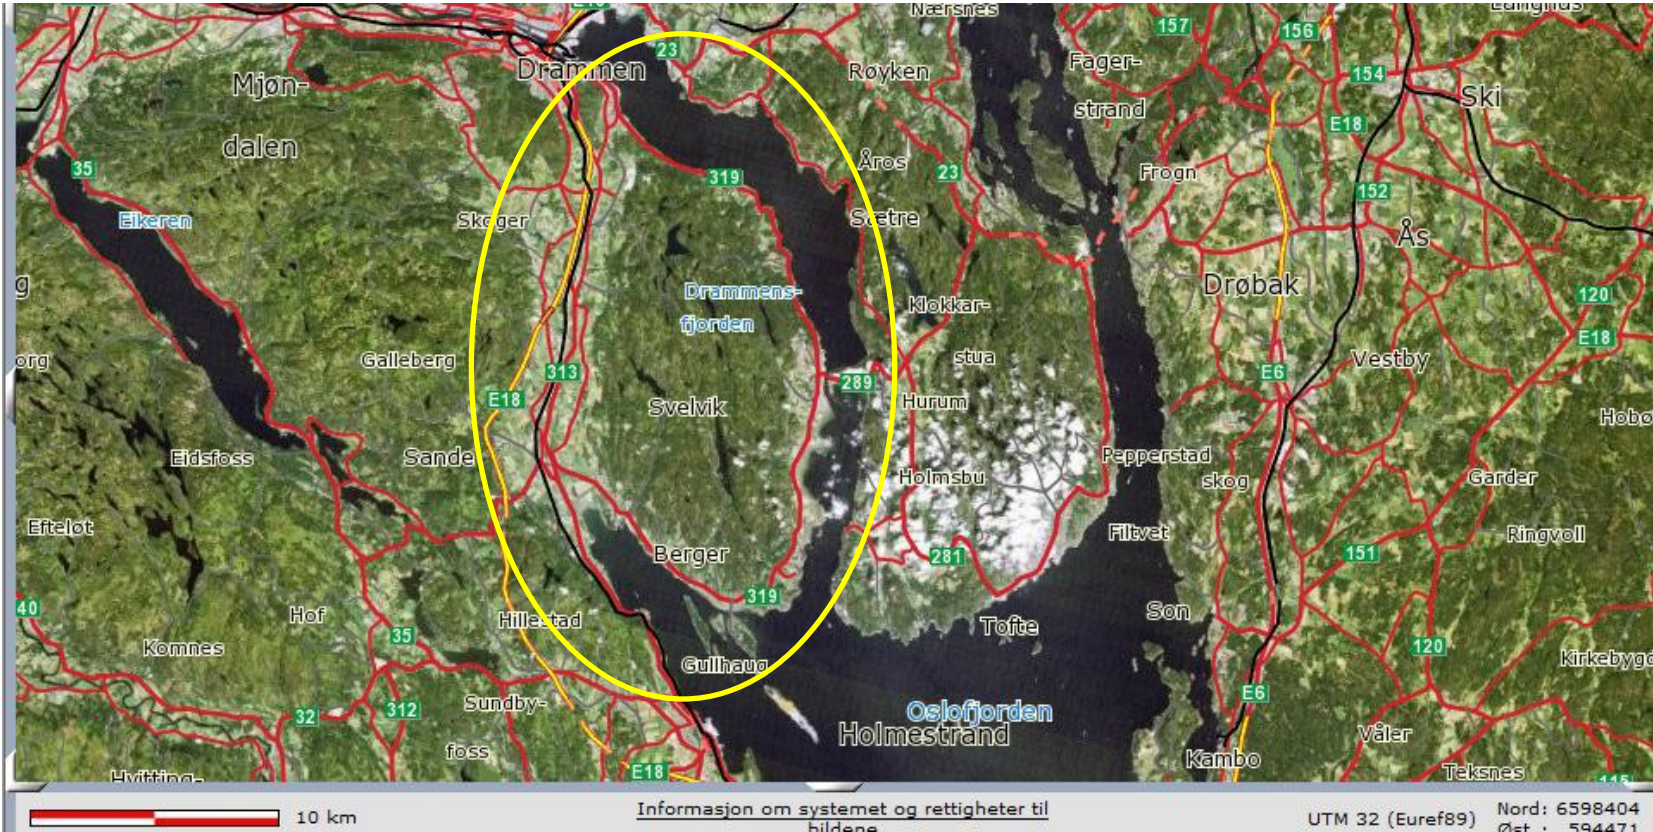 Nærsnes
23
157
156
Drammen
Røyken
Fager-
154
Mjøn-
Ski
strand
E18
dalen
Åros
35
319
23
Frogn
152
Eikeren
Skoger
Sætre
Ås
Drammens-
Drøbak
Klokkar-
120
fjorden
E18
Galleberg
stua
Vestby
313
289
E6
E18
Svelvik
Hurum
Eidsfoss
Sande
Pepperstad
Holmsbu
skog
Garder
Efteløt
Filtvet
Ringvoll
Berger
281
151
40
319
Hof
Hillestad
Son
35
Tofte
Komnes
120
Gullhaug
E6
Sundby-
312
32
Oslofjorden
Holmestrand
Våler
foss
Kambo
E18
Teksnes
10 km
Informasjon om systemet og rettigheter til
bildene
UTM 32 (Euref89)
Nord: 6598404
Øst : 594471